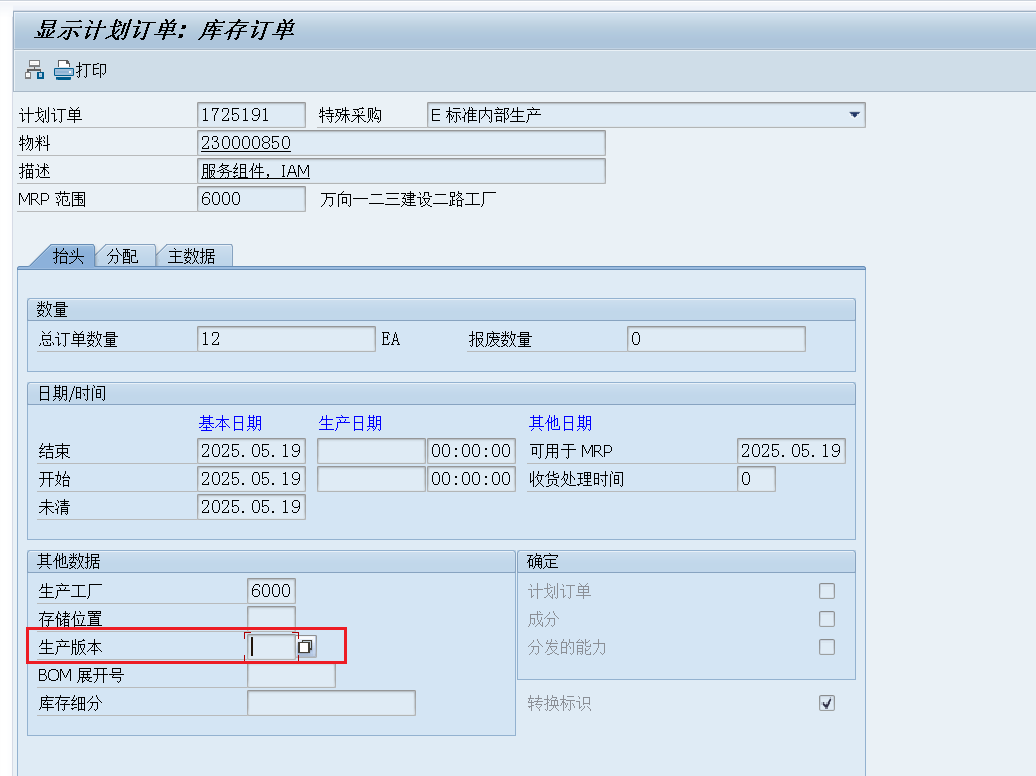 显示计划订单: 库存订单
打印
计划订单 1725191 特殊采购 E 标准内部生产
物料 230000850
描述 服务组件, IAM
MRP 范围 6000 万向一二三建设二路工厂
抬头 分配 主数据
数量
总订单数量 12 EA 报废数量 0
日期/时间
基本日期 生产日期 其他日期
结束 2025.05.19 00:00:00 可用于 MRP 2025.05.19
开始 2025.05.19 00:00:00 收货处理时间 0
未清 2025.05.19
其他数据 确定
生产工厂 6000 计划订单
存储位置 成分
生产版本 分发的能力
BOM 展开号
库存细分 转换标识